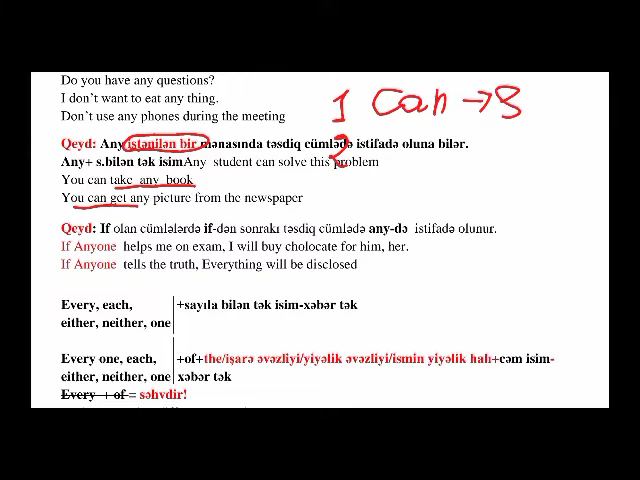 Do you have any questions?
I don’t want to eat any thing.
Don’t use any phones during the meeting
1 Can →
2
Qeyd: Any istənilən bir mənasında təsdiq cümlədə istifadə oluna bilər.
Any+ s.bilən tək isimAny student can solve this problem
You can take any book
You can get any picture from the newspaper
Qeyd: If olan cümlələrdə if-dən sonrakı təsdiq cümlədə any-də istifadə olunur.
If Anyone helps me on exam, I will buy cholocate for him, her.
If Anyone tells the truth, Everything will be disclosed
Every, each, +sayıla bilən tək isim-xəbər tək
either, neither, one
Every one, each, +of+the/işarə əvəzliyi/yiyəlik əvəzliyi/ismin yiyəlik halı+cəm isim-
either, neither, one xəbər tək
Every + of = səhvdir!